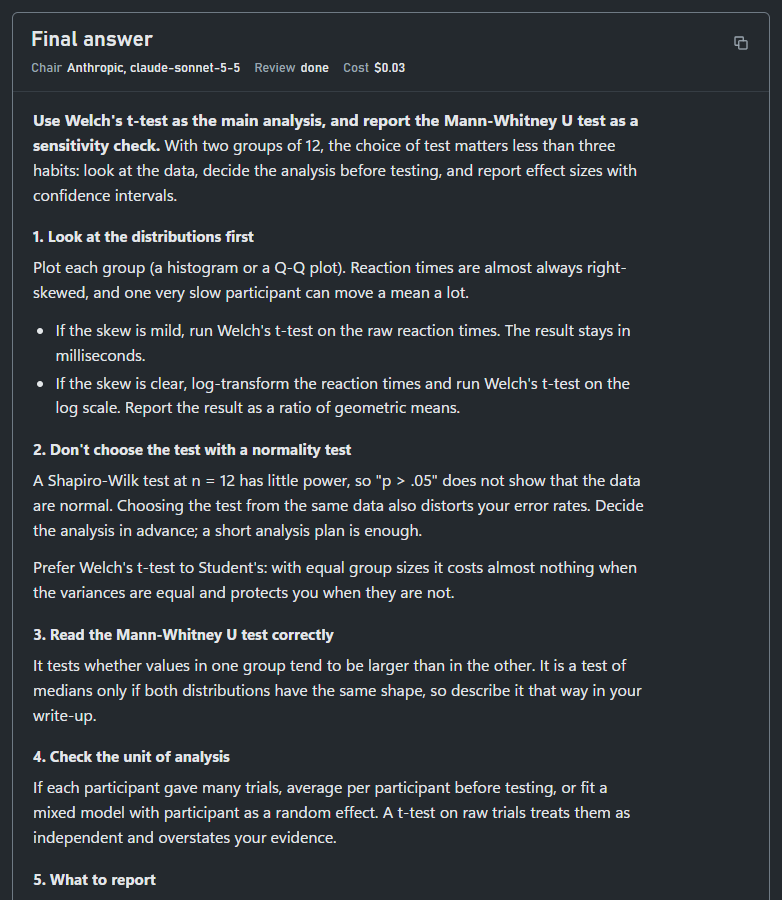 Final answer
Chair Anthropic, claude-sonnet-5-5 Review done Cost $0.03
Use Welch's t-test as the main analysis, and report the Mann-Whitney U test as a
sensitivity check. With two groups of 12, the choice of test matters less than three
habits: look at the data, decide the analysis before testing, and report effect sizes with
confidence intervals.
1. Look at the distributions first
Plot each group (a histogram or a Q-Q plot). Reaction times are almost always right-
skewed, and one very slow participant can move a mean a lot.
• If the skew is mild, run Welch's t-test on the raw reaction times. The result stays in
milliseconds.
• If the skew is clear, log-transform the reaction times and run Welch's t-test on the
log scale. Report the result as a ratio of geometric means.
2. Don't choose the test with a normality test
A Shapiro-Wilk test at n = 12 has little power, so "p > .05" does not show that the data
are normal. Choosing the test from the same data also distorts your error rates. Decide
the analysis in advance; a short analysis plan is enough.
Prefer Welch's t-test to Student's: with equal group sizes it costs almost nothing when
the variances are equal and protects you when they are not.
3. Read the Mann-Whitney U test correctly
It tests whether values in one group tend to be larger than in the other. It is a test of
medians only if both distributions have the same shape, so describe it that way in your
write-up.
4. Check the unit of analysis
If each participant gave many trials, average per participant before testing, or fit a
mixed model with participant as a random effect. A t-test on raw trials treats them as
independent and overstates your evidence.
5. What to report